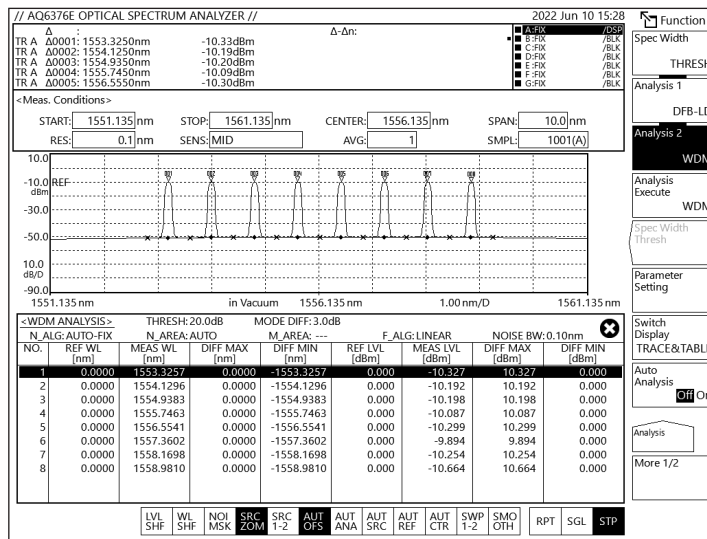 // AQ6376E OPTICAL SPECTRUM ANALYZER // 2022 Jun 10 15:28
Δ : Δ-Δn:
TR A Δ0001: 1553.3250nm -10.33dBm
TR A Δ0002: 1554.1250nm -10.19dBm
TR A Δ0003: 1554.9350nm -10.20dBm
TR A Δ0004: 1555.7450nm -10.09dBm
TR A Δ0005: 1556.5550nm -10.30dBm
A:FIX /DSP
B:FIX /BLK
C:FIX /BLK
D:FIX /BLK
E:FIX /BLK
F:FIX /BLK
G:FIX /BLK
<Meas. Conditions>
START: 1551.135 nm STOP: 1561.135 nm CENTER: 1556.135 nm SPAN: 10.0 nm
RES: 0.1 nm SENS: MID AVG: 1 SMPL: 1001(A)
10.0
-10.0 REF
dBm
-30.0
-50.0
10.0
dB/D
-90.0
001 002 003 004 005 006 007 008
1551.135 nm in Vacuum 1556.135 nm 1.00 nm/D 1561.135 nm
<WDM ANALYSIS> THRESH: 20.0dB MODE DIFF: 3.0dB
N_ALG: AUTO-FIX N_AREA: AUTO M_AREA: --- F_ALG: LINEAR NOISE BW: 0.10nm
NO. REF WL MEAS WL DIFF MAX DIFF MIN REF LVL MEAS LVL DIFF MAX DIFF MIN
[nm] [nm] [nm] [nm] [dBm] [dBm] [dBm] [dBm]
1 0.0000 1553.3257 0.0000 -1553.3257 0.000 -10.327 10.327 0.000
2 0.0000 1554.1296 0.0000 -1554.1296 0.000 -10.192 10.192 0.000
3 0.0000 1554.9383 0.0000 -1554.9383 0.000 -10.198 10.198 0.000
4 0.0000 1555.7463 0.0000 -1555.7463 0.000 -10.087 10.087 0.000
5 0.0000 1556.5541 0.0000 -1556.5541 0.000 -10.299 10.299 0.000
6 0.0000 1557.3602 0.0000 -1557.3602 0.000 -9.894 9.894 0.000
7 0.0000 1558.1698 0.0000 -1558.1698 0.000 -10.254 10.254 0.000
8 0.0000 1558.9810 0.0000 -1558.9810 0.000 -10.664 10.664 0.000
LVL WL NOI SRC SRC AUT AUT AUT AUT AUT SWP SMO
SHF SHF MSK ZOM 1-2 OFS ANA SRC REF CTR 1-2 OTH
RPT SGL STP
Function
Spec Width
THRESH
Analysis 1
DFB-LD
Analysis 2
WDM
Analysis
Execute
WDM
Spec Width
Thresh
Parameter
Setting
Switch
Display
TRACE&TABLE
Auto
Analysis
Off On
Analysis
More 1/2